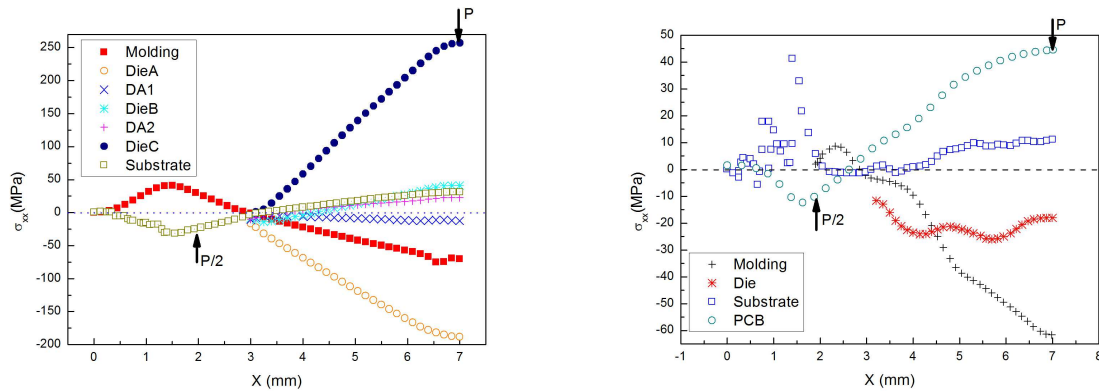 P
Molding
DieA
DA1
DieB
DA2
DieC
Substrate
P/2
250
200
150
100
50
0
-50
-100
-150
-200
σxx(MPa)
0 1 2 3 4 5 6 7
X (mm)
P
P/2
Molding
Die
Substrate
PCB
50
40
30
20
10
0
-10
-20
-30
-40
-50
-60
σxx(MPa)
-1 0 1 2 3 4 5 6 7 8
X (mm)